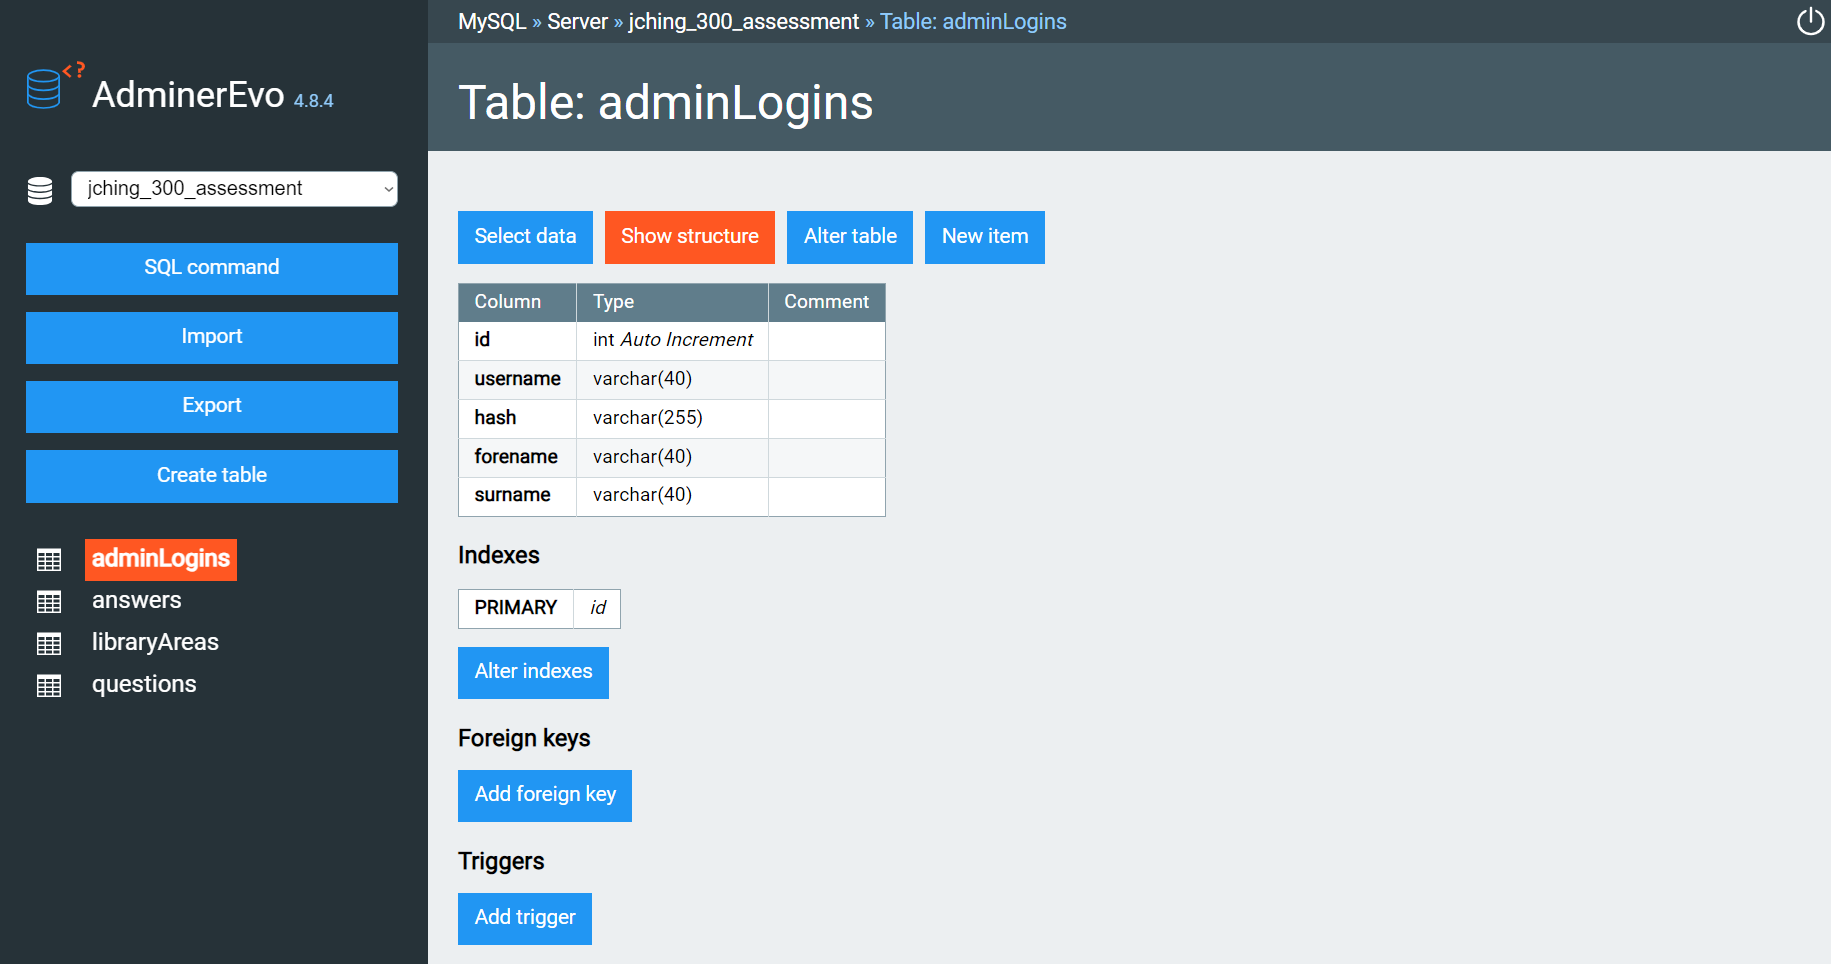 MySQL » Server » jching_300_assessment » Table: adminLogins
AdminerEvo 4.8.4
Table: adminLogins
jching_300_assessment
SQL command
Import
Export
Create table
adminLogins
answers
libraryAreas
questions
Select data Show structure Alter table New item
Column Type Comment
id int Auto Increment
username varchar(40)
hash varchar(255)
forename varchar(40)
surname varchar(40)
Indexes
PRIMARY id
Alter indexes
Foreign keys
Add foreign key
Triggers
Add trigger